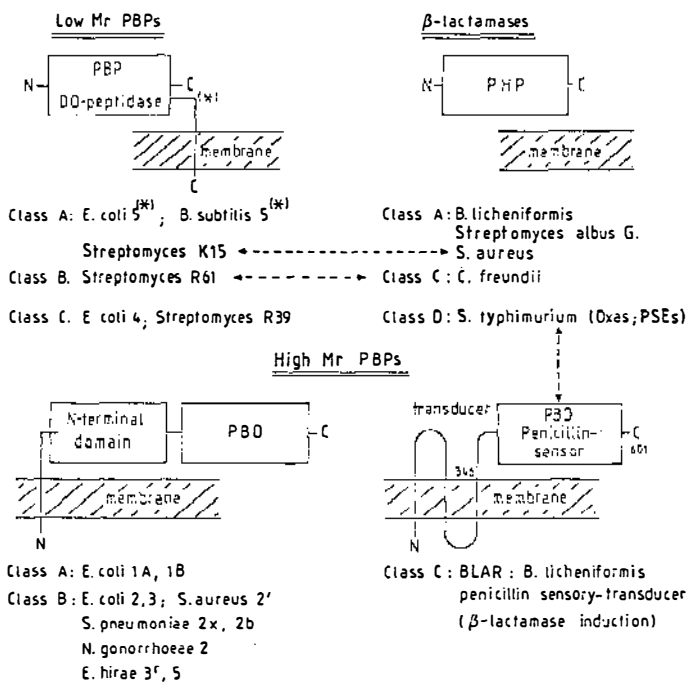 Low Mr PBPs
N
PBP
DD-peptidase
C
(*)
membrane
C
Class A: E. coli 5(*); B. subtilis 5(*)
Streptomyces K15
Class B. Streptomyces R61
Class C. E coli 4; Streptomyces R39
β-lactamases
N
PHP
C
membrane
Class A: B. licheniformis
Streptomyces albus G.
S. aureus
Class C: C. freundii
Class D: S. typhimurium (Oxas; PSEs)
High Mr PBPs
N-terminal
domain
PBD
C
membrane
N
Class A: E. coli 1A, 1B
Class B: E. coli 2,3; S. aureus 2'
S. pneumoniae 2x, 2b
N. gonorrhoeae 2
E. hirae 3r, 5
transducer
PBD
Penicillin-
sensor
C
601
346
membrane
N
Class C: BLAR: B. licheniformis
penicillin sensory-transducer
(β-lactamase induction)